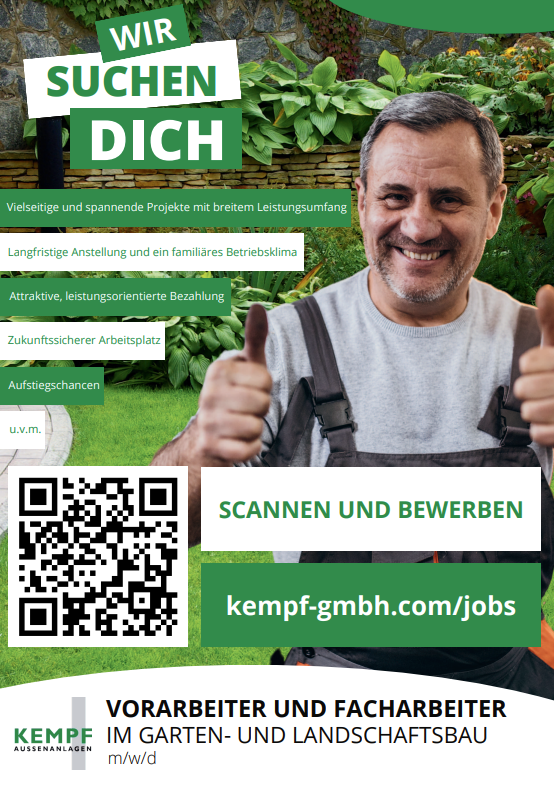 WIR
SUCHEN
DICH
Vielseitige und spannende Projekte mit breitem Leistungsumfang
Langfristige Anstellung und ein familiäres Betriebsklima
Attraktive, leistungsorientierte Bezahlung
Zukunftssicherer Arbeitsplatz
Aufstiegschancen
u.v.m.
SCANNEN UND BEWERBEN
kempf-gmbh.com/jobs
KEMPF
AUSSENANLAGEN
VORARBEITER UND FACHARBEITER
IM GARTEN- UND LANDSCHAFTSBAU
m/w/d